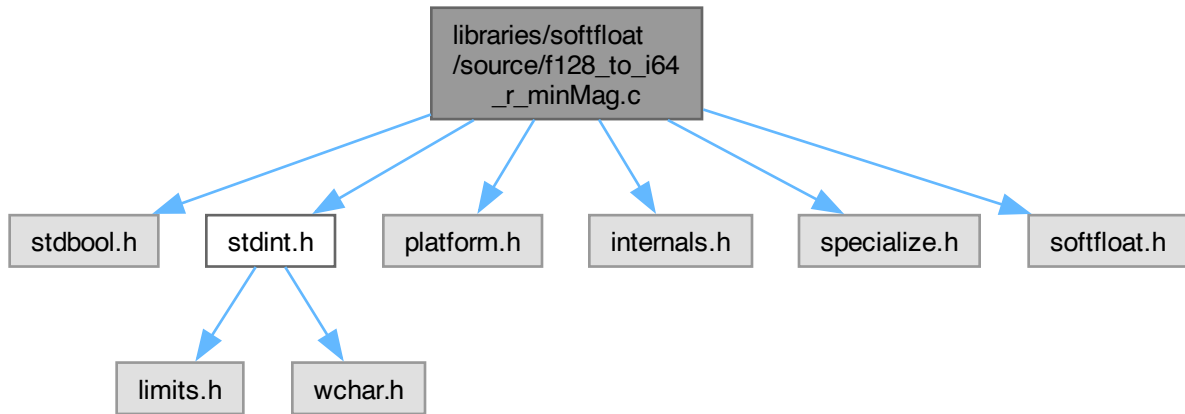 libraries/softfloat
/source/f128_to_i64
_r_minMag.c
stdbool.h
stdint.h
platform.h
internals.h
specialize.h
softfloat.h
limits.h
wchar.h